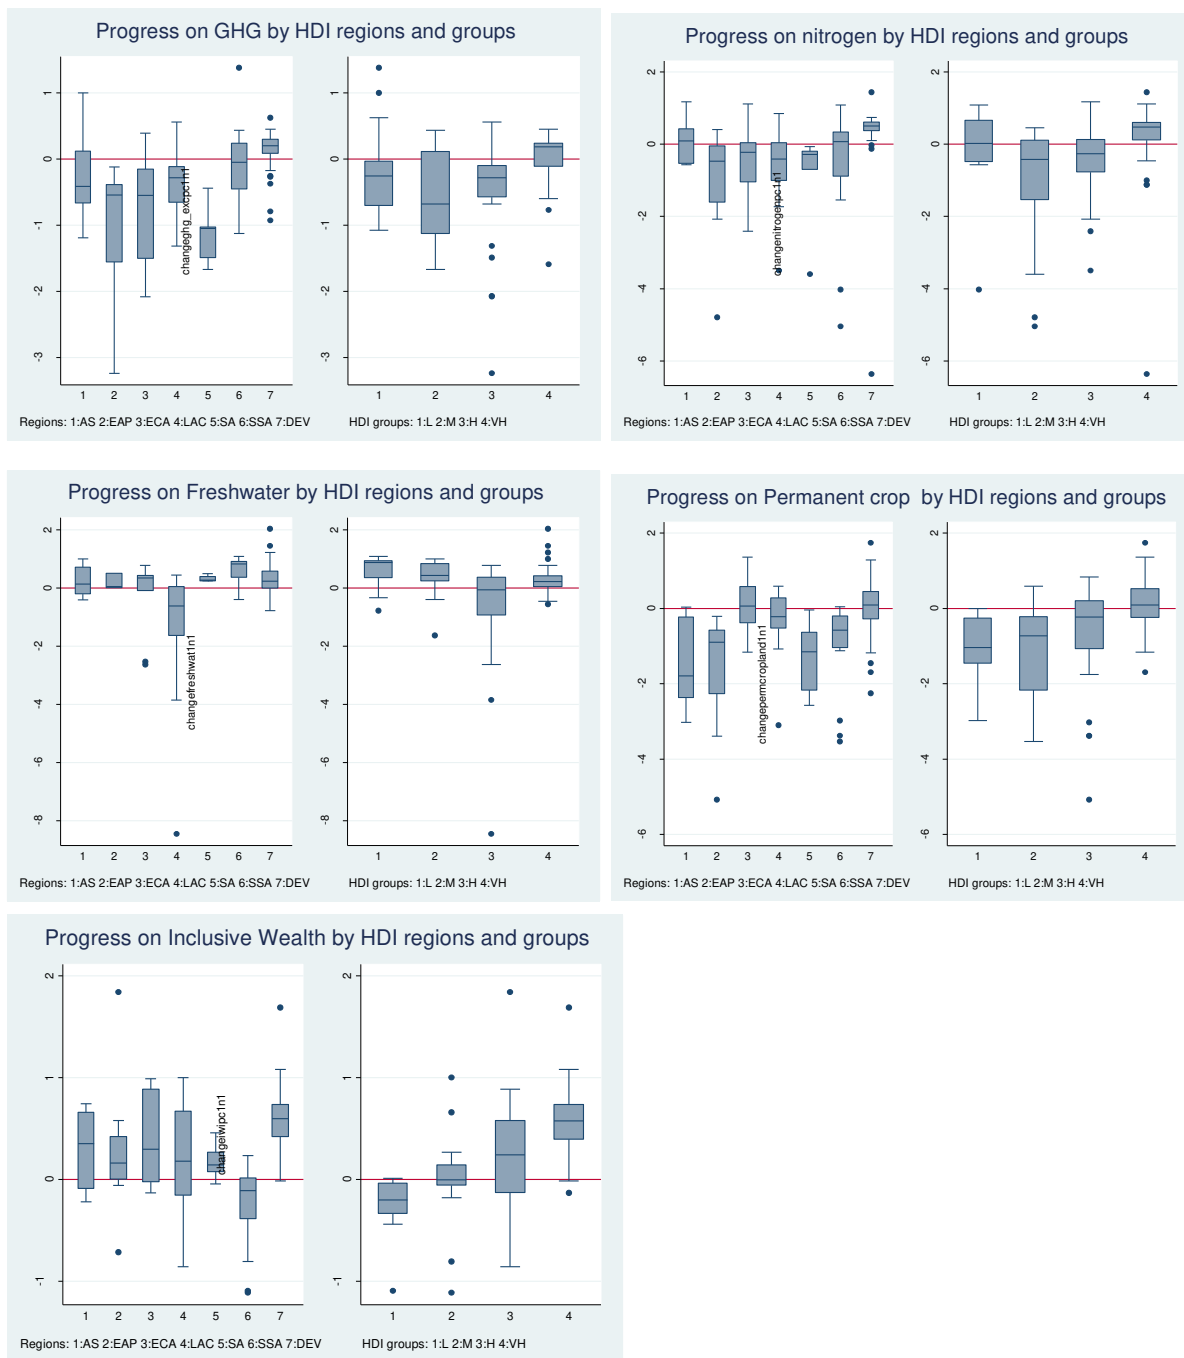 Progress on GHG by HDI regions and groups
1
0
-1
-2
-3
changeghg_excpc1n1
1 2 3 4 5 6 7
1 2 3 4
Regions: 1:AS 2:EAP 3:ECA 4:LAC 5:SA 6:SSA 7:DEV
HDI groups: 1:L 2:M 3:H 4:VH
Progress on nitrogen by HDI regions and groups
2
0
-2
-4
-6
changenitrogenpc1n1
2
0
-2
-4
-6
1 2 3 4 5 6 7
1 2 3 4
Regions: 1:AS 2:EAP 3:ECA 4:LAC 5:SA 6:SSA 7:DEV
HDI groups: 1:L 2:M 3:H 4:VH
Progress on Freshwater by HDI regions and groups
2
0
-2
-4
-6
-8
changefreshwat1n1
2
0
-2
-4
-6
-8
1 2 3 4 5 6 7
1 2 3 4
Regions: 1:AS 2:EAP 3:ECA 4:LAC 5:SA 6:SSA 7:DEV
HDI groups: 1:L 2:M 3:H 4:VH
Progress on Permanent crop by HDI regions and groups
2
0
-2
-4
-6
changepermcropland1n1
2
0
-2
-4
-6
1 2 3 4 5 6 7
1 2 3 4
Regions: 1:AS 2:EAP 3:ECA 4:LAC 5:SA 6:SSA 7:DEV
HDI groups: 1:L 2:M 3:H 4:VH
Progress on Inclusive Wealth by HDI regions and groups
2
1
0
-1
changeiwipc1n1
2
1
0
-1
1 2 3 4 5 6 7
1 2 3 4
Regions: 1:AS 2:EAP 3:ECA 4:LAC 5:SA 6:SSA 7:DEV
HDI groups: 1:L 2:M 3:H 4:VH